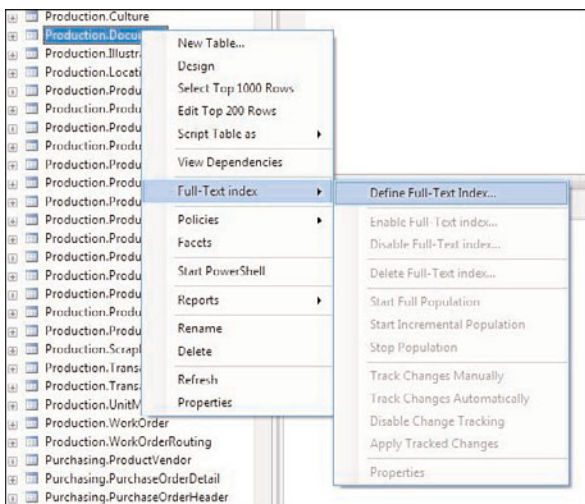 Production.Culture
Production.Docu
Production.Illustr
Production.Locati
Production.Produ
Production.Produ
Production.Produ
Production.Produ
Production.Produ
Production.Produ
Production.Produ
Production.Produ
Production.Produ
Production.Produ
Production.Produ
Production.Produ
Production.Produ
Production.Scrap
Production.Transa
Production.Transa
Production.UnitM
Production.WorkOrder
Production.WorkOrderRouting
Purchasing.ProductVendor
Purchasing.PurchaseOrderDetail
Purchasing.PurchaseOrderHeader
New Table...
Design
Select Top 1000 Rows
Edit Top 200 Rows
Script Table as
View Dependencies
Full-Text index
Policies
Facets
Start PowerShell
Reports
Rename
Delete
Refresh
Properties
Define Full-Text Index...
Enable Full-Text index...
Disable Full-Text index...
Delete Full-Text index...
Start Full Population
Start Incremental Population
Stop Population
Track Changes Manually
Track Changes Automatically
Disable Change Tracking
Apply Tracked Changes
Properties